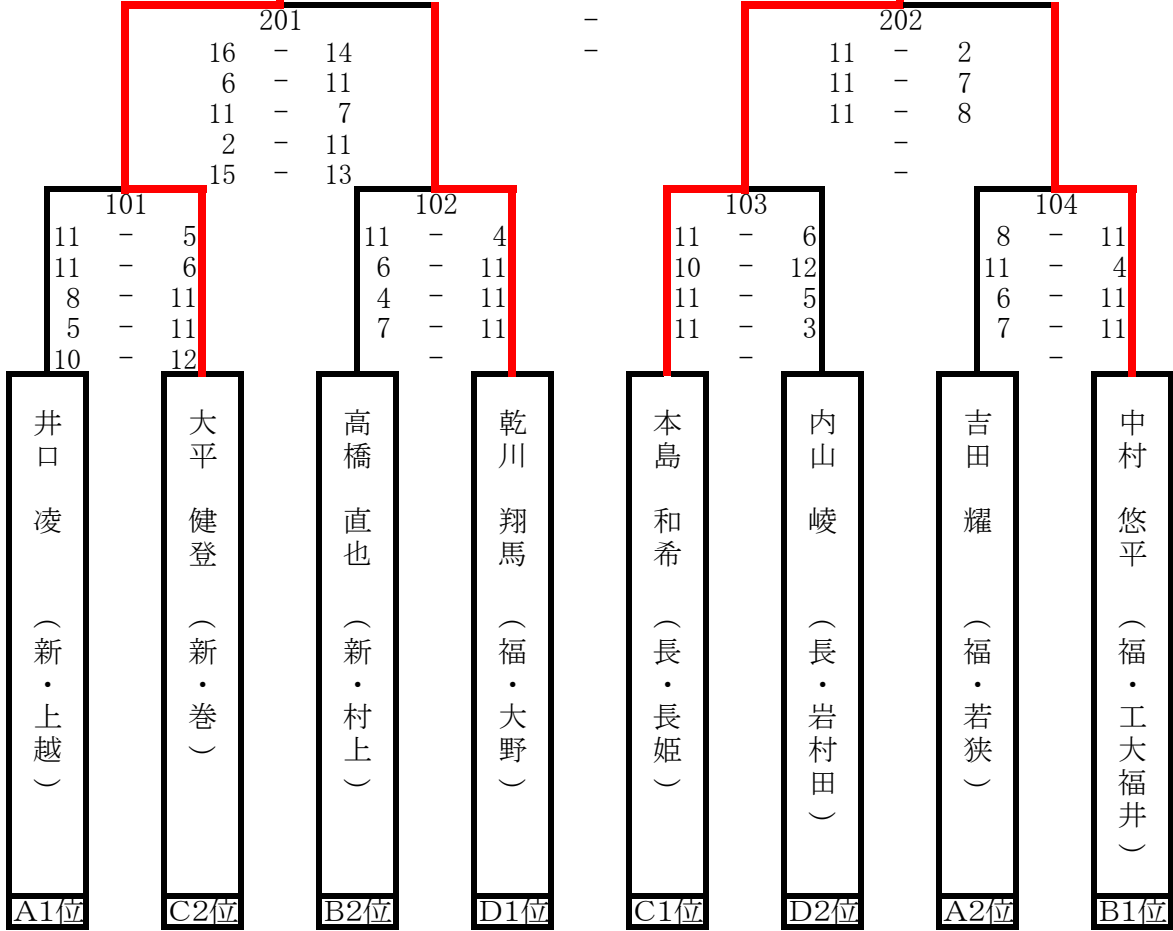 201 - 202
16 - 14 - 11 - 2
6 - 11 11 - 7
11 - 7 11 - 8
2 - 11 -
15 - 13 -
101 102 103 104
11 - 5 11 - 4 11 - 6 8 - 11
11 - 6 6 - 11 10 - 12 11 - 4
8 - 11 4 - 11 11 - 5 6 - 11
5 - 11 7 - 11 11 - 3 7 - 11
10 - 12 - - -
井口 凌 (新・上越)
大平 健登 (新・巻)
高橋 直也 (新・村上)
乾川 翔馬 (福・大野)
本島 和希 (長・長姫)
内山 崚 (長・岩村田)
吉田 耀 (福・若狭)
中村 悠平 (福・工大福井)
A1位 C2位 B2位 D1位 C1位 D2位 A2位 B1位